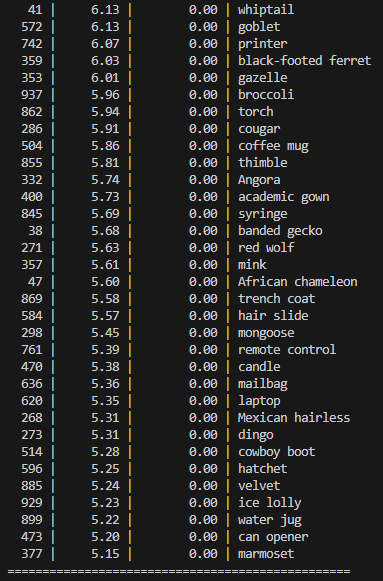 41 | 6.13 | 0.00 | whiptail
572 | 6.13 | 0.00 | goblet
742 | 6.07 | 0.00 | printer
359 | 6.03 | 0.00 | black-footed ferret
353 | 6.01 | 0.00 | gazelle
937 | 5.96 | 0.00 | broccoli
862 | 5.94 | 0.00 | torch
286 | 5.91 | 0.00 | cougar
504 | 5.86 | 0.00 | coffee mug
855 | 5.81 | 0.00 | thimble
332 | 5.74 | 0.00 | Angora
400 | 5.73 | 0.00 | academic gown
845 | 5.69 | 0.00 | syringe
38 | 5.68 | 0.00 | banded gecko
271 | 5.63 | 0.00 | red wolf
357 | 5.61 | 0.00 | mink
47 | 5.60 | 0.00 | African chameleon
869 | 5.58 | 0.00 | trench coat
584 | 5.57 | 0.00 | hair slide
298 | 5.45 | 0.00 | mongoose
761 | 5.39 | 0.00 | remote control
470 | 5.38 | 0.00 | candle
636 | 5.36 | 0.00 | mailbag
620 | 5.35 | 0.00 | laptop
268 | 5.31 | 0.00 | Mexican hairless
273 | 5.31 | 0.00 | dingo
514 | 5.28 | 0.00 | cowboy boot
596 | 5.25 | 0.00 | hatchet
885 | 5.24 | 0.00 | velvet
929 | 5.23 | 0.00 | ice lolly
899 | 5.22 | 0.00 | water jug
473 | 5.20 | 0.00 | can opener
377 | 5.15 | 0.00 | marmoset
==================================================